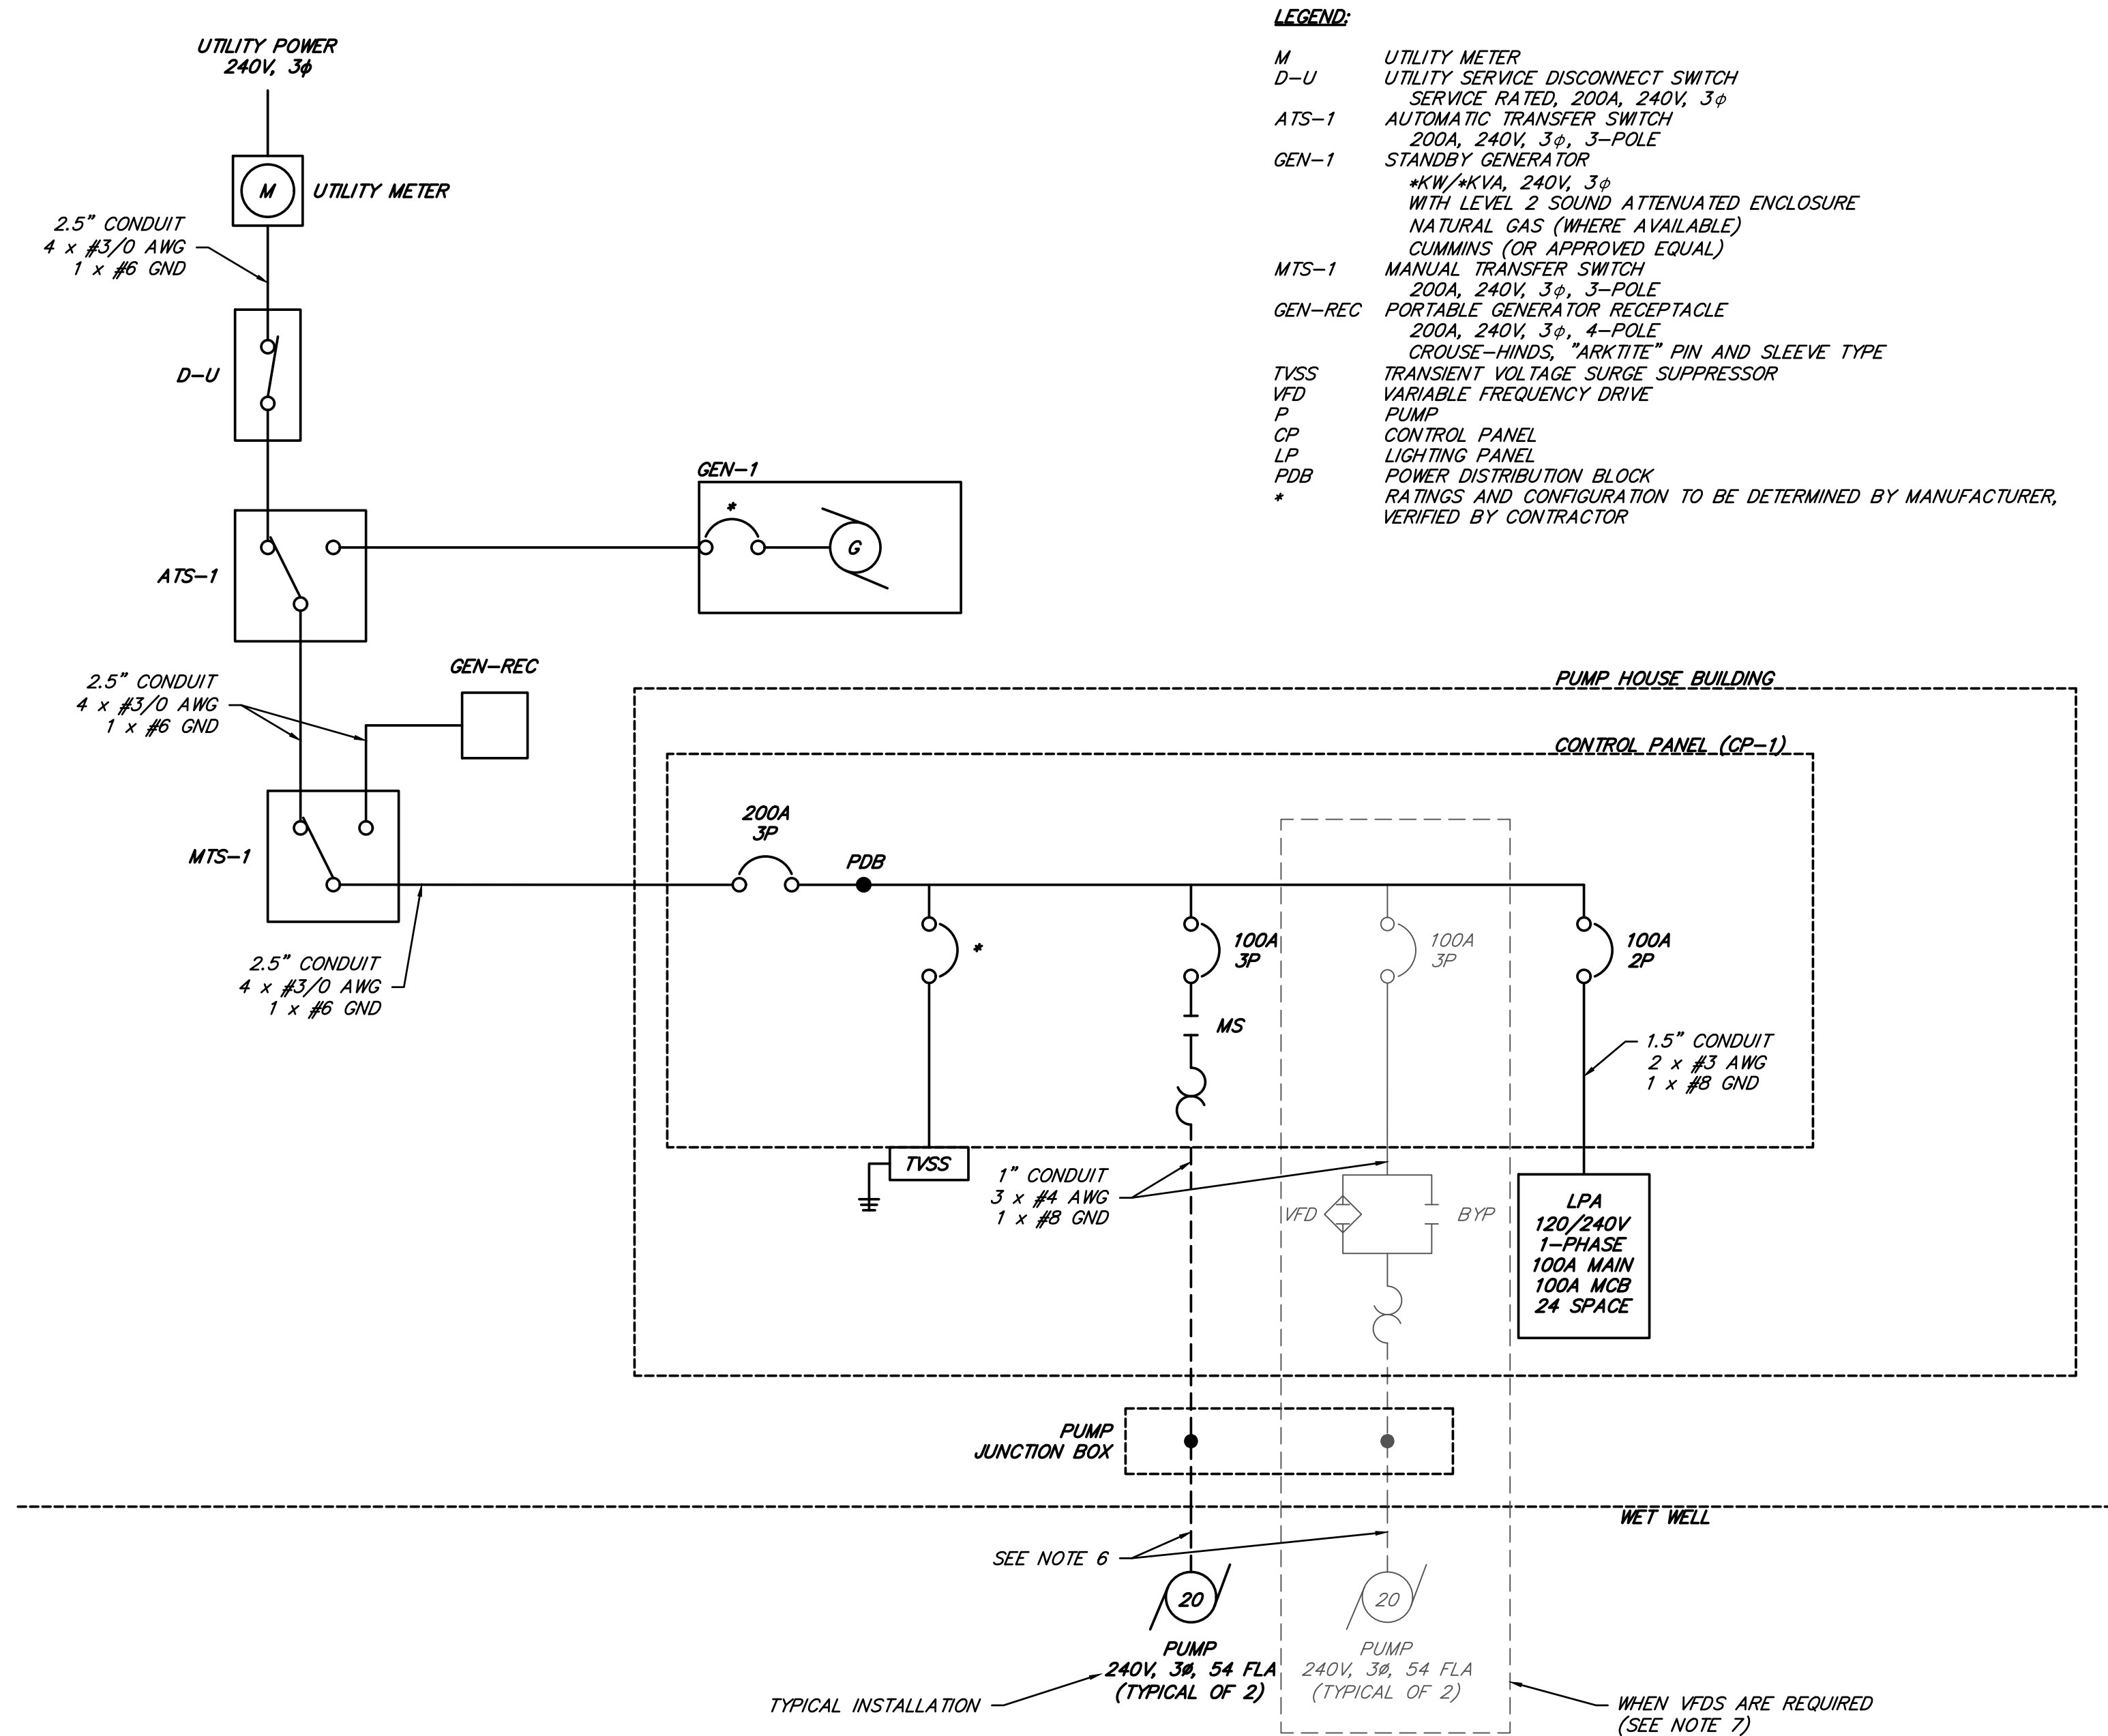 LEGEND:
M UTILITY METER
D-U UTILITY SERVICE DISCONNECT SWITCH
SERVICE RATED, 200A, 240V, 3ϕ
ATS-1 AUTOMATIC TRANSFER SWITCH
200A, 240V, 3ϕ, 3-POLE
GEN-1 STANDBY GENERATOR
*KW/*KVA, 240V, 3ϕ
WITH LEVEL 2 SOUND ATTENUATED ENCLOSURE
NATURAL GAS (WHERE AVAILABLE)
CUMMINS (OR APPROVED EQUAL)
MTS-1 MANUAL TRANSFER SWITCH
200A, 240V, 3ϕ, 3-POLE
GEN-REC PORTABLE GENERATOR RECEPTACLE
200A, 240V, 3ϕ, 4-POLE
CROUSE-HINDS, "ARKTITE" PIN AND SLEEVE TYPE
TVSS TRANSIENT VOLTAGE SURGE SUPPRESSOR
VFD VARIABLE FREQUENCY DRIVE
P PUMP
CP CONTROL PANEL
LP LIGHTING PANEL
PDB POWER DISTRIBUTION BLOCK
* RATINGS AND CONFIGURATION TO BE DETERMINED BY MANUFACTURER,
VERIFIED BY CONTRACTOR
UTILITY POWER
240V, 3ϕ
M
UTILITY METER
2.5" CONDUIT
4 x #3/0 AWG
1 x #6 GND
D-U
GEN-1
*
G
ATS-1
GEN-REC
2.5" CONDUIT
4 x #3/0 AWG
1 x #6 GND
MTS-1
2.5" CONDUIT
4 x #3/0 AWG
1 x #6 GND
PUMP HOUSE BUILDING
CONTROL PANEL (CP-1)
200A
3P
PDB
*
100A
3P
100A
3P
100A
2P
MS
1.5" CONDUIT
2 x #3 AWG
1 x #8 GND
TVSS
1" CONDUIT
3 x #4 AWG
1 x #8 GND
VFD
BYP
LPA
120/240V
1-PHASE
100A MAIN
100A MCB
24 SPACE
PUMP
JUNCTION BOX
WET WELL
SEE NOTE 6
20
20
PUMP
240V, 3Ø, 54 FLA
(TYPICAL OF 2)
PUMP
240V, 3Ø, 54 FLA
(TYPICAL OF 2)
TYPICAL INSTALLATION
WHEN VFDS ARE REQUIRED
(SEE NOTE 7)